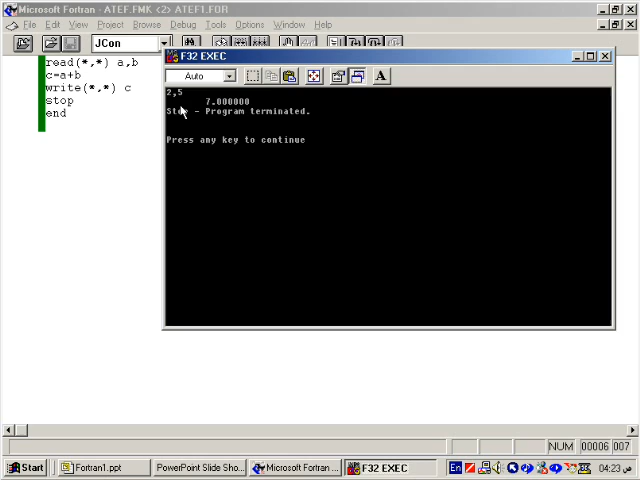 Microsoft Fortran - ATEF.FMK <2> ATEF1.FOR
File Edit View Fortran Project Browse Debug Tools Options Window Help
JCon
read(*,*) a,b
c=a+b
write(*,*) c
stop
end
F32 EXEC
Auto
A
2,5
7.000000
Stop - Program terminated.
Press any key to continue
NUM 00006 007
Start Fortran1.ppt PowerPoint Slide Sho... Microsoft Fortran ... F32 EXEC En 04:23 ص